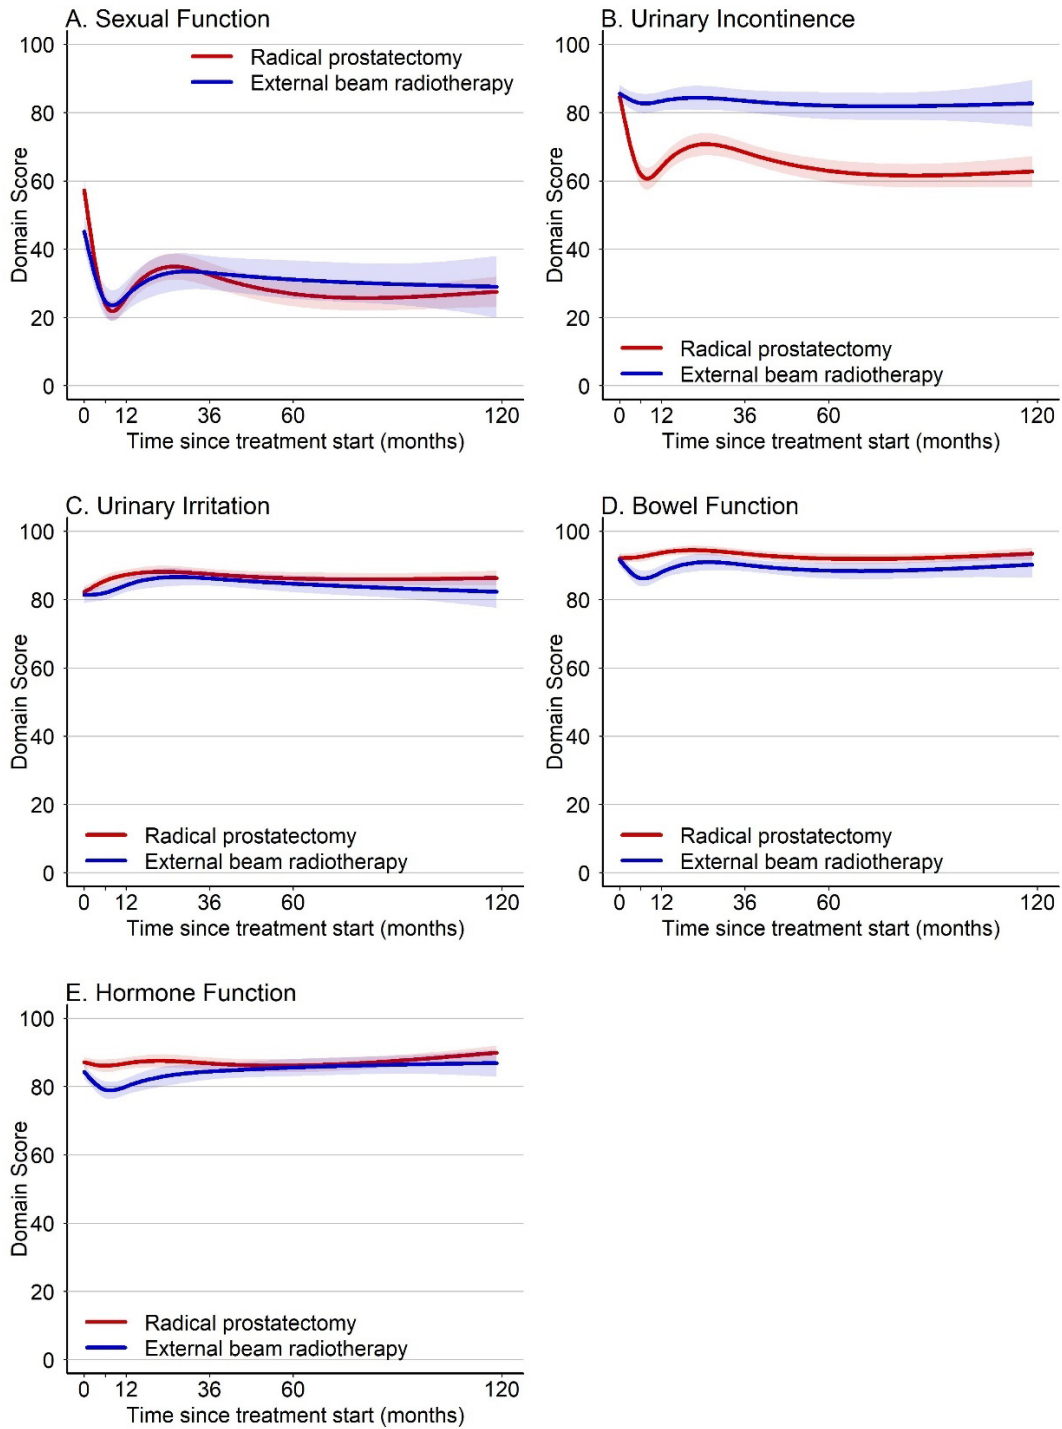 A. Sexual Function
100
80
60
40
20
0
Domain Score
Radical prostatectomy
External beam radiotherapy
0 12 36 60 120
Time since treatment start (months)
B. Urinary Incontinence
100
80
60
40
20
0
Domain Score
Radical prostatectomy
External beam radiotherapy
0 12 36 60 120
Time since treatment start (months)
C. Urinary Irritation
100
80
60
40
20
0
Domain Score
Radical prostatectomy
External beam radiotherapy
0 12 36 60 120
Time since treatment start (months)
D. Bowel Function
100
80
60
40
20
0
Domain Score
Radical prostatectomy
External beam radiotherapy
0 12 36 60 120
Time since treatment start (months)
E. Hormone Function
100
80
60
40
20
0
Domain Score
Radical prostatectomy
External beam radiotherapy
0 12 36 60 120
Time since treatment start (months)